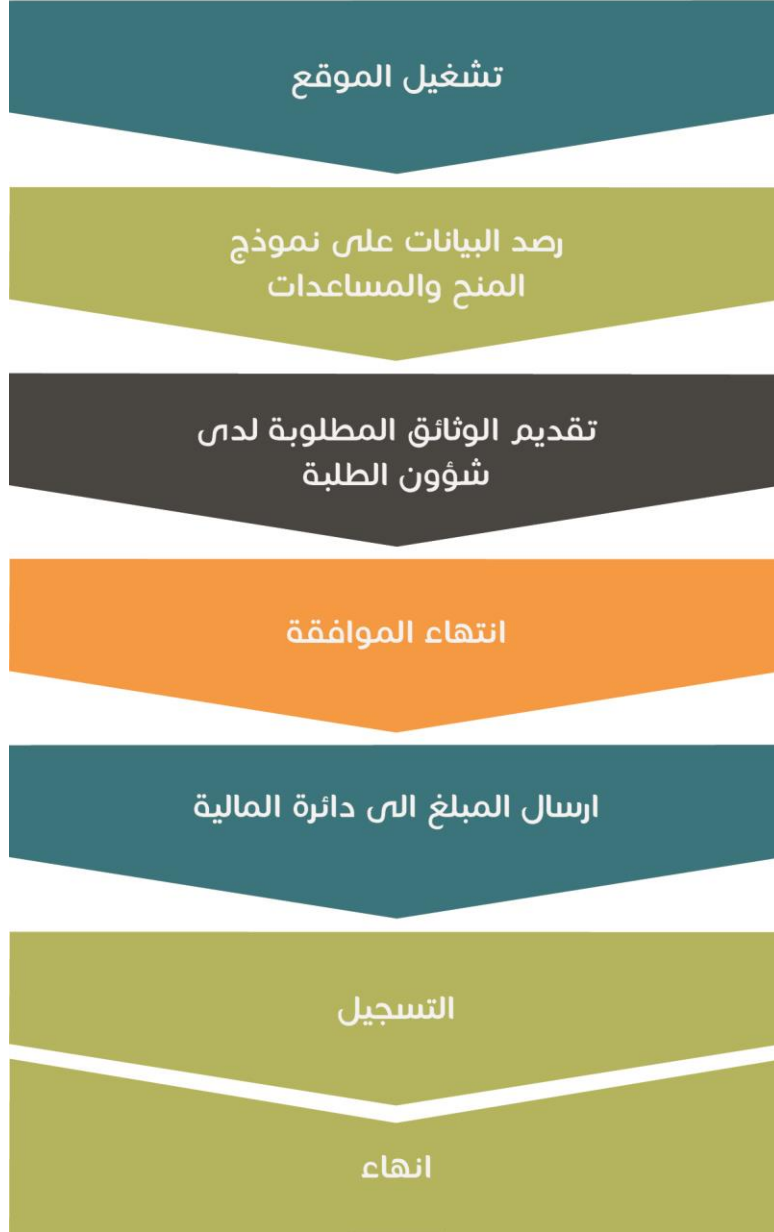 تشغيل الموقع
رصد البيانات على نموذج
المنح والمساعدات
تقديم الوثائق المطلوبة لدى
شؤون الطلبة
انتهاء الموافقة
ارسال المبلغ الى دائرة المالية
التسجيل
انهاء